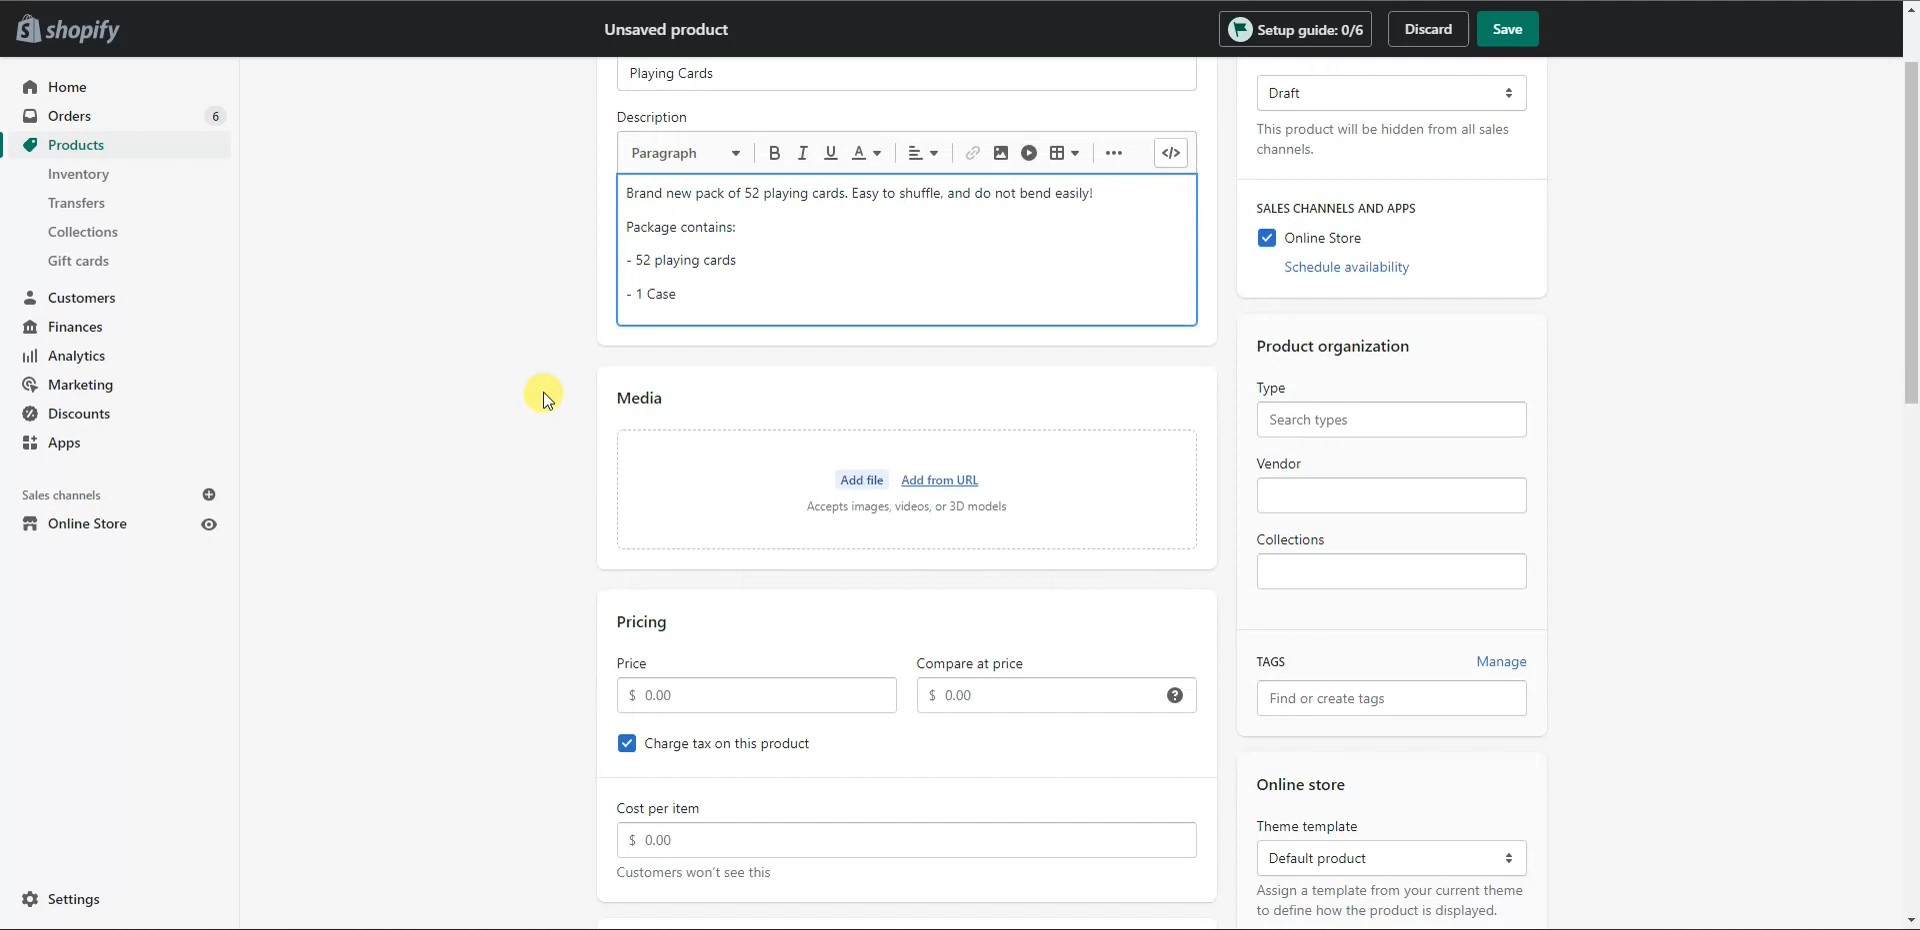 shopify
Unsaved product
Setup guide: 0/6
Discard
Save
Home
Orders
6
Products
Inventory
Transfers
Collections
Gift cards
Customers
Finances
Analytics
Marketing
Discounts
Apps
Sales channels
Online Store
Settings
Playing Cards
Description
Paragraph
B I U A
</>
Brand new pack of 52 playing cards. Easy to shuffle, and do not bend easily!
Package contains:
- 52 playing cards
- 1 Case
Media
Add file Add from URL
Accepts images, videos, or 3D models
Pricing
Price
$ 0.00
Compare at price
$ 0.00
Charge tax on this product
Cost per item
$ 0.00
Customers won't see this
Draft
This product will be hidden from all sales
channels.
SALES CHANNELS AND APPS
Online Store
Schedule availability
Product organization
Type
Search types
Vendor
Collections
TAGS
Manage
Find or create tags
Online store
Theme template
Default product
Assign a template from your current theme
to define how the product is displayed.